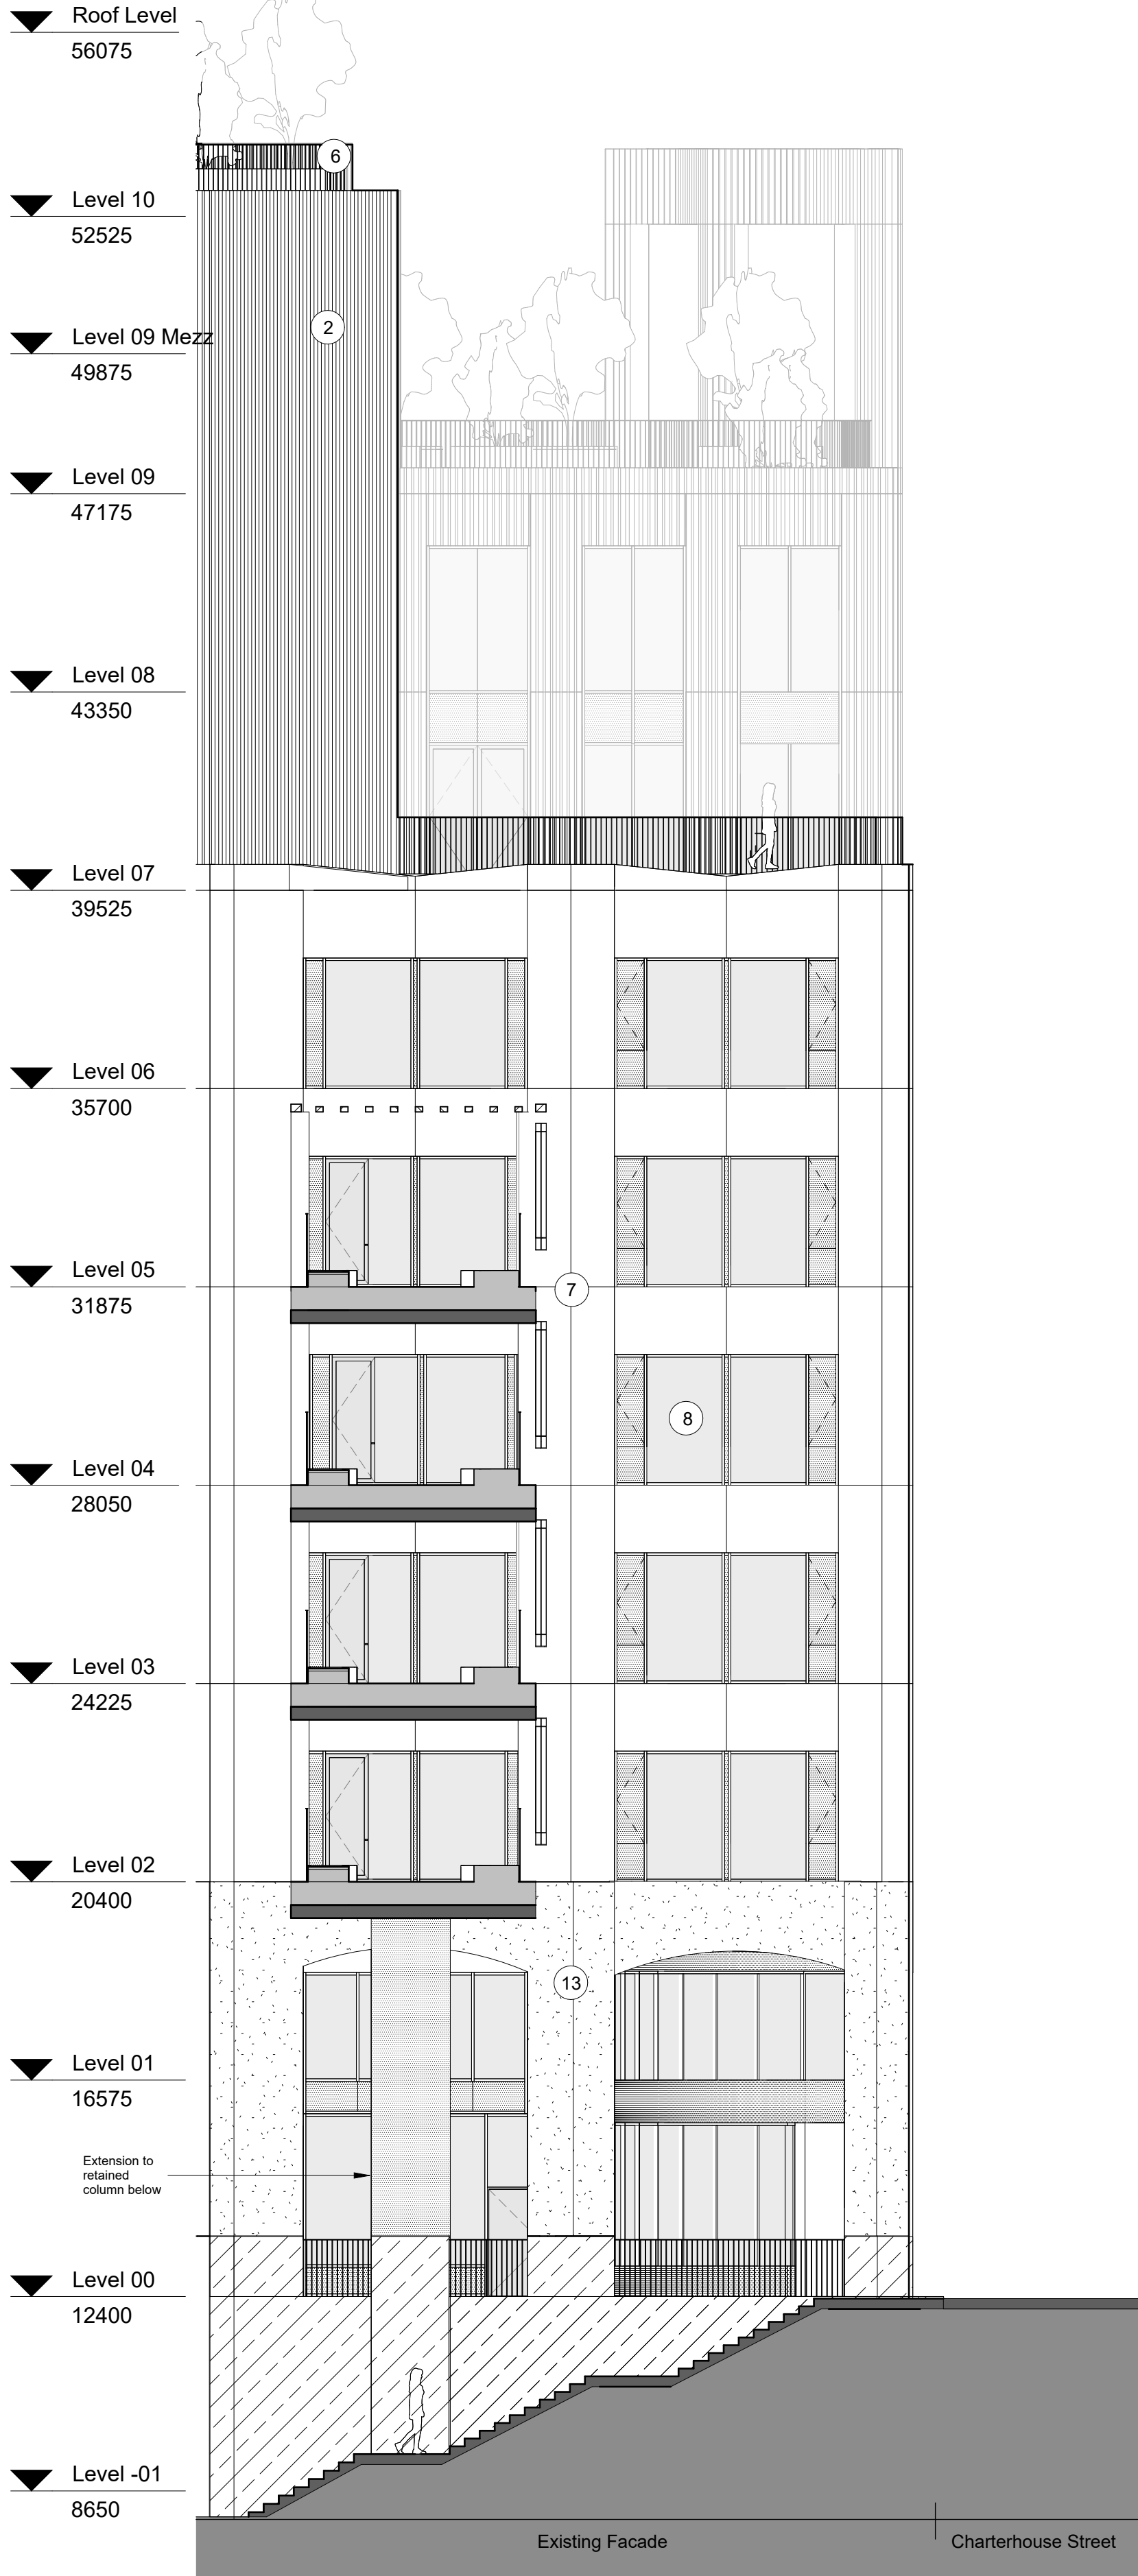 Roof Level
56075
6
Level 10
52525
2
Level 09 Mezz
49875
Level 09
47175
Level 08
43350
Level 07
39525
Level 06
35700
Level 05
31875
7
8
Level 04
28050
Level 03
24225
Level 02
20400
13
Level 01
16575
Extension to
retained
column below
Level 00
12400
Level -01
8650
Existing Facade
Charterhouse Street